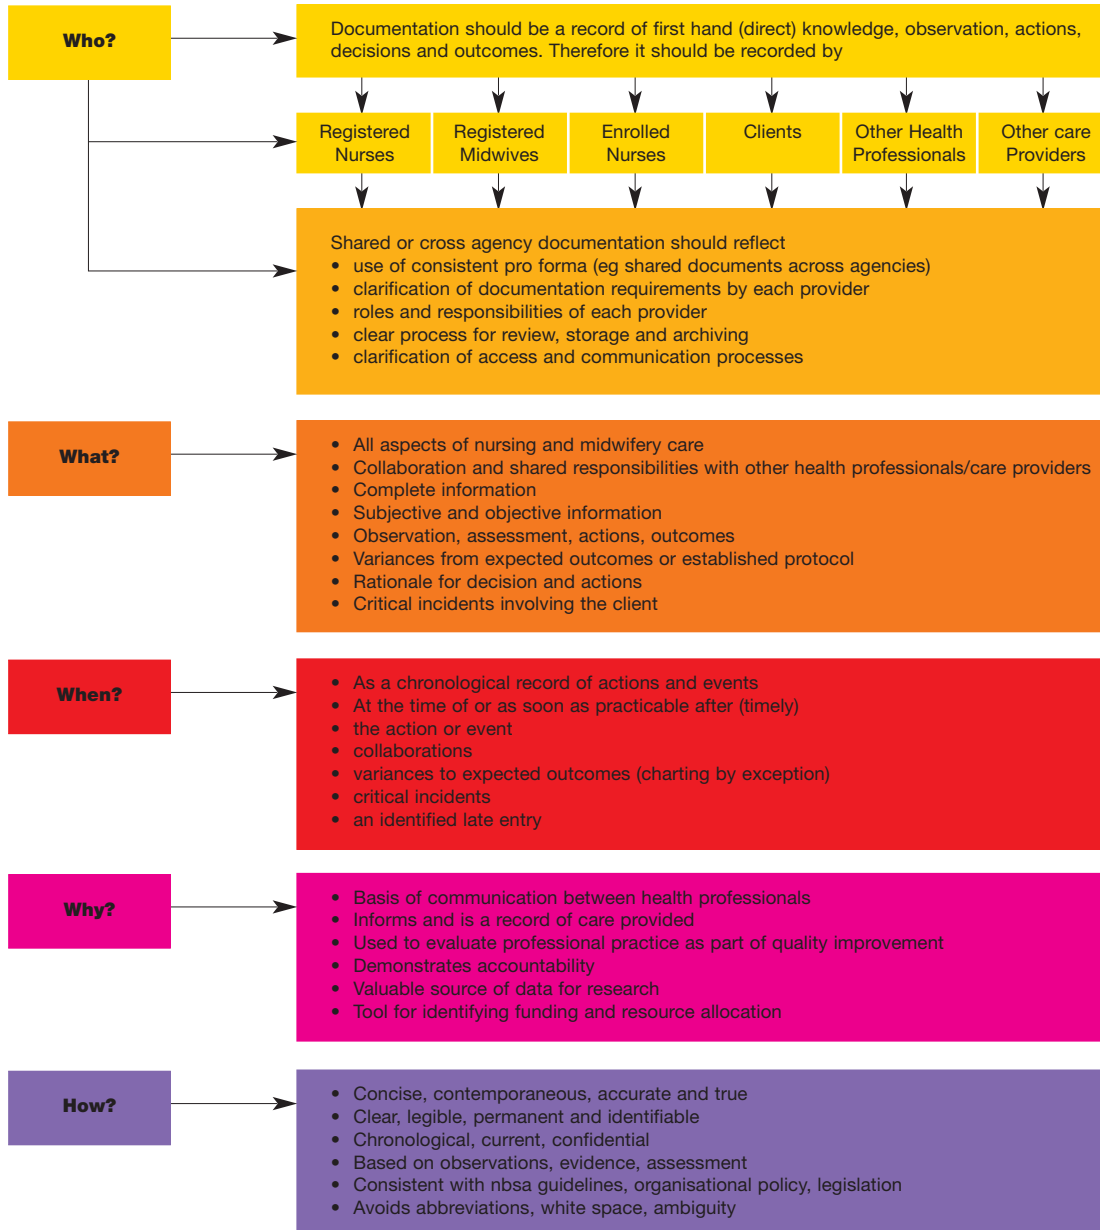 Who?
Documentation should be a record of first hand (direct) knowledge, observation, actions,
decisions and outcomes. Therefore it should be recorded by
Registered
Nurses
Registered
Midwives
Enrolled
Nurses
Clients
Other Health
Professionals
Other care
Providers
Shared or cross agency documentation should reflect
• use of consistent pro forma (eg shared documents across agencies)
• clarification of documentation requirements by each provider
• roles and responsibilities of each provider
• clear process for review, storage and archiving
• clarification of access and communication processes
What?
• All aspects of nursing and midwifery care
• Collaboration and shared responsibilities with other health professionals/care providers
• Complete information
• Subjective and objective information
• Observation, assessment, actions, outcomes
• Variances from expected outcomes or established protocol
• Rationale for decision and actions
• Critical incidents involving the client
When?
• As a chronological record of actions and events
• At the time of or as soon as practicable after (timely)
• the action or event
• collaborations
• variances to expected outcomes (charting by exception)
• critical incidents
• an identified late entry
Why?
• Basis of communication between health professionals
• Informs and is a record of care provided
• Used to evaluate professional practice as part of quality improvement
• Demonstrates accountability
• Valuable source of data for research
• Tool for identifying funding and resource allocation
How?
• Concise, contemporaneous, accurate and true
• Clear, legible, permanent and identifiable
• Chronological, current, confidential
• Based on observations, evidence, assessment
• Consistent with nbsa guidelines, organisational policy, legislation
• Avoids abbreviations, white space, ambiguity